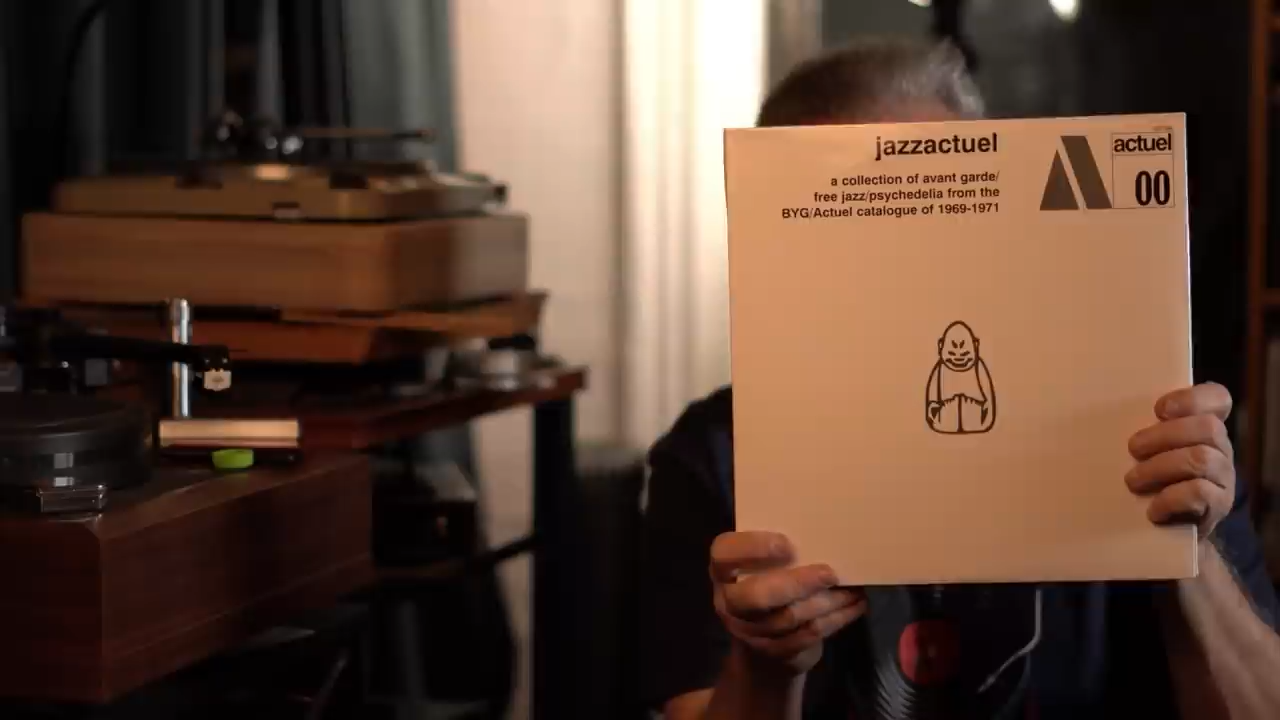 jazzactuel
a collection of avant garde/
free jazz/psychedelia from the
BYG/Actuel catalogue of 1969-1971
actuel
00